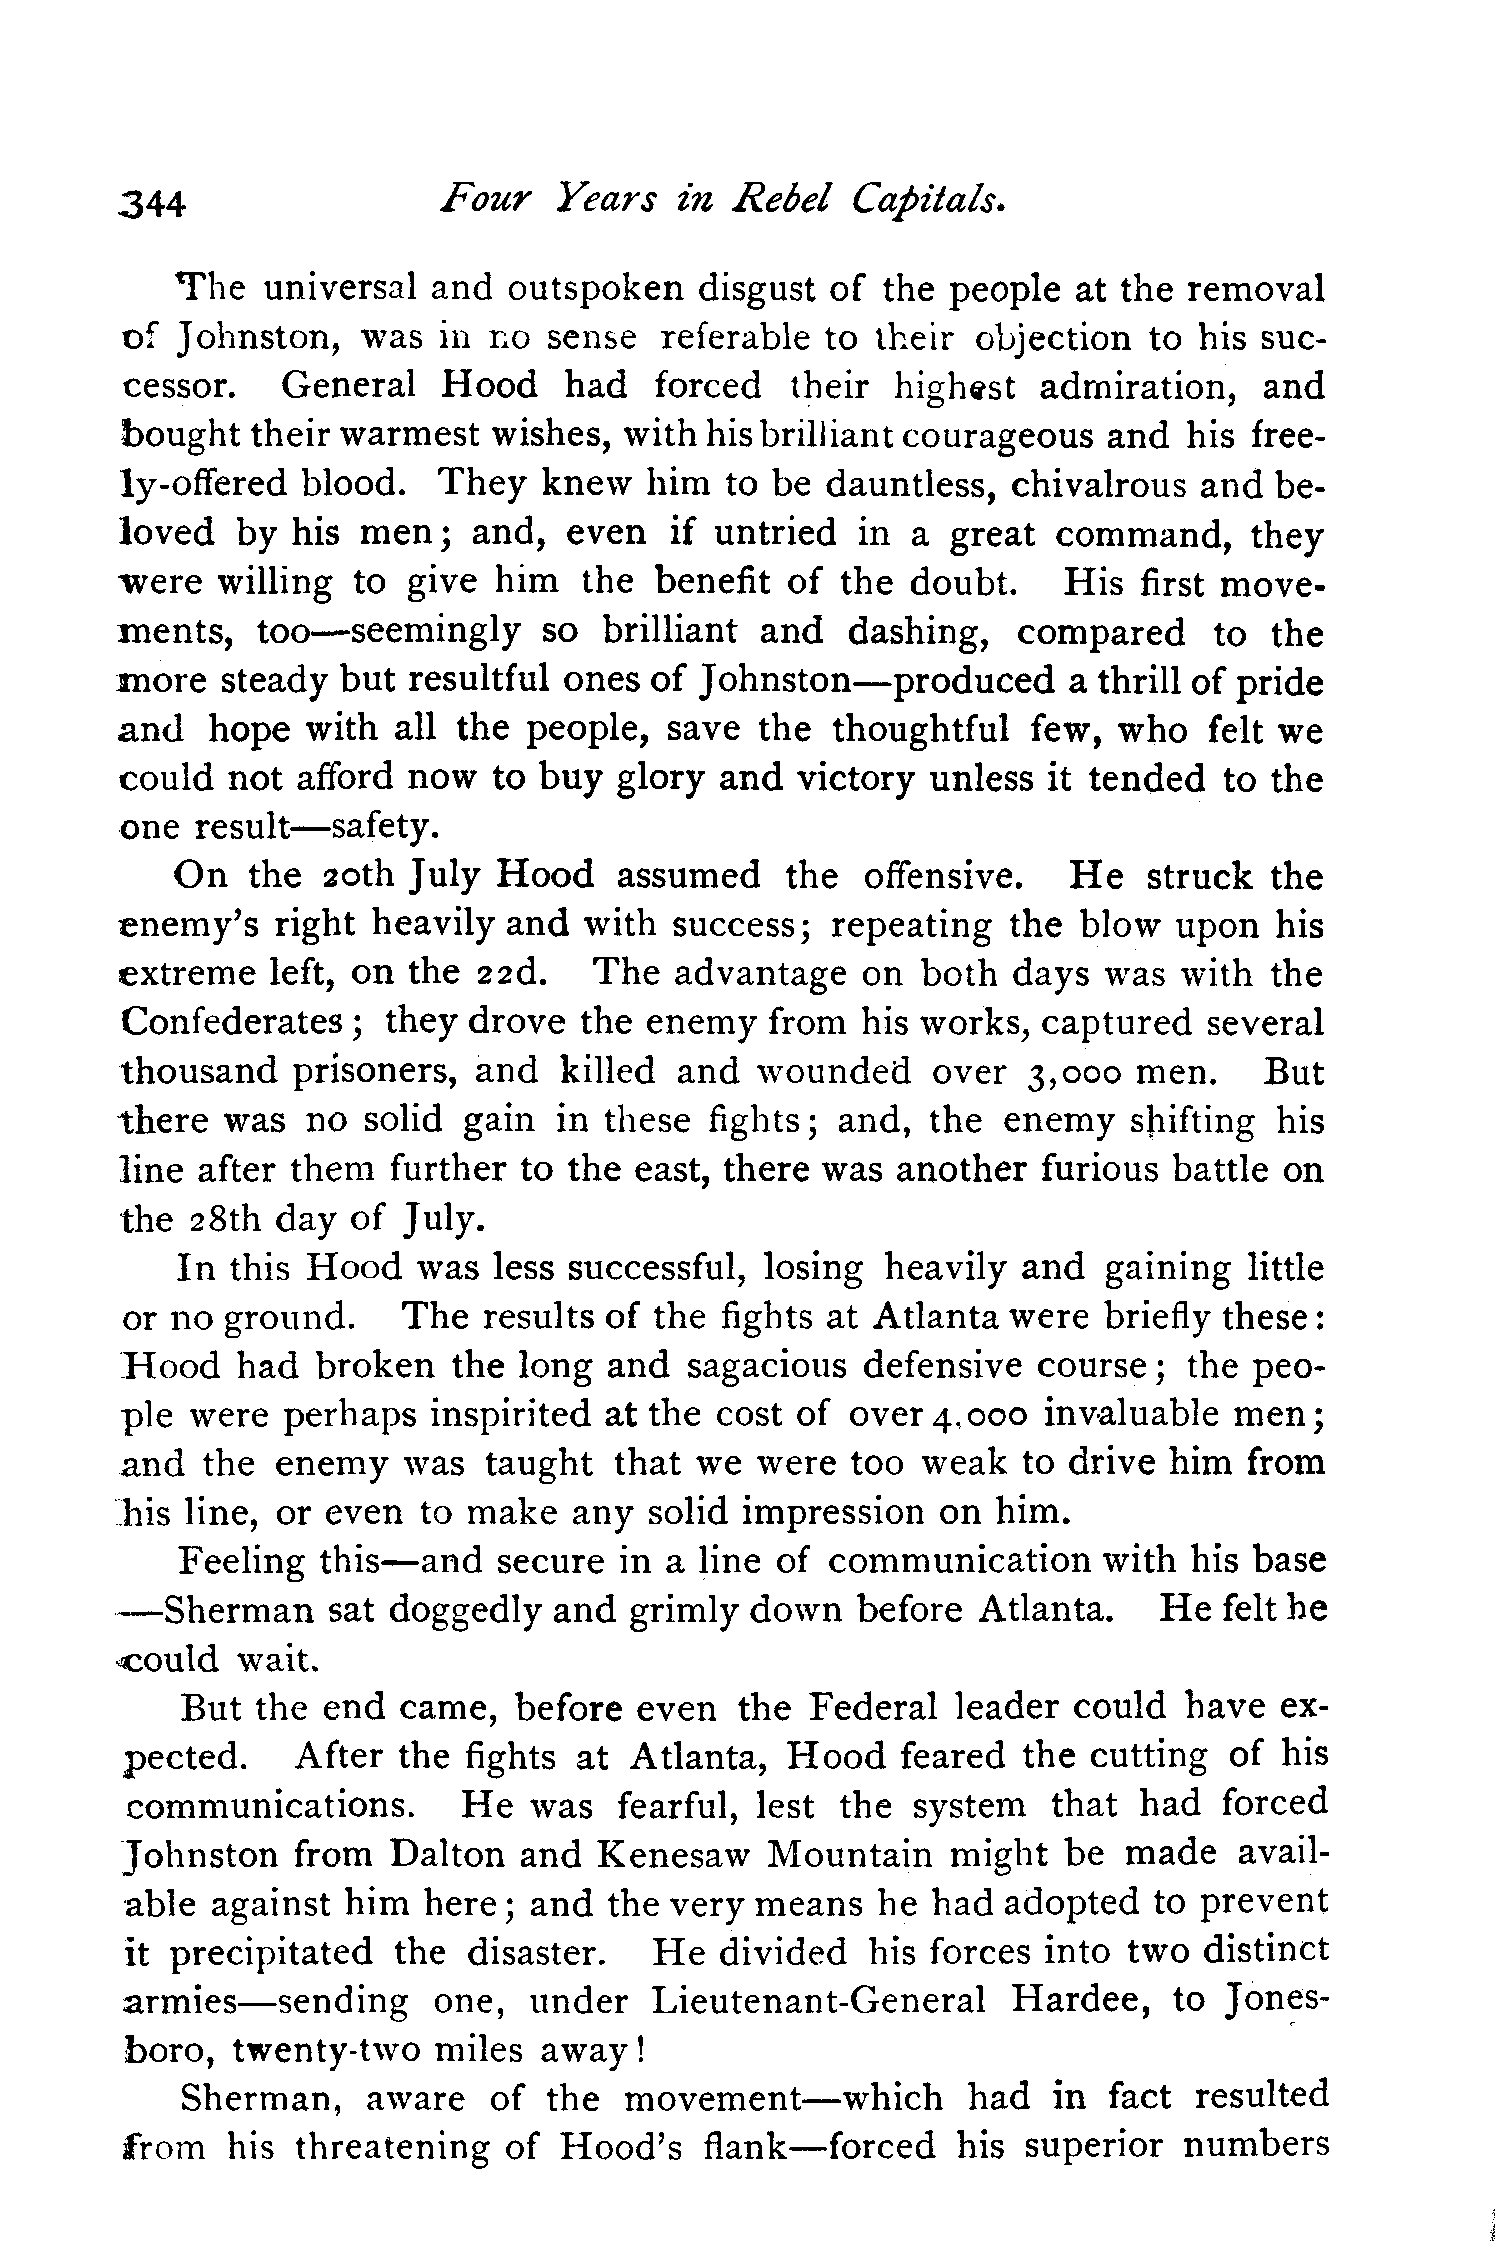 344 Four Years in Rebel Capitals.
The universal and outspoken disgust of the people at the removal
of Johnston, was in no sense referable to their objection to his suc-
cessor. General Hood had forced their highest admiration, and
bought their warmest wishes, with his brilliant courageous and his free-
ly-offered blood. They knew him to be dauntless, chivalrous and be-
loved by his men; and, even if untried in a great command, they
were willing to give him the benefit of the doubt. His first move-
ments, too—seemingly so brilliant and dashing, compared to the
more steady but resultful ones of Johnston—produced a thrill of pride
and hope with all the people, save the thoughtful few, who felt we
could not afford now to buy glory and victory unless it tended to the
one result—safety.
On the 20th July Hood assumed the offensive. He struck the
enemy's right heavily and with success; repeating the blow upon his
extreme left, on the 22d. The advantage on both days was with the
Confederates; they drove the enemy from his works, captured several
thousand prisoners, and killed and wounded over 3,000 men. But
there was no solid gain in these fights; and, the enemy shifting his
line after them further to the east, there was another furious battle on
the 28th day of July.
In this Hood was less successful, losing heavily and gaining little
or no ground. The results of the fights at Atlanta were briefly these:
Hood had broken the long and sagacious defensive course; the peo-
ple were perhaps inspirited at the cost of over 4,000 invaluable men;
and the enemy was taught that we were too weak to drive him from
his line, or even to make any solid impression on him.
Feeling this—and secure in a line of communication with his base
—Sherman sat doggedly and grimly down before Atlanta. He felt he
could wait.
But the end came, before even the Federal leader could have ex-
pected. After the fights at Atlanta, Hood feared the cutting of his
communications. He was fearful, lest the system that had forced
Johnston from Dalton and Kenesaw Mountain might be made avail-
able against him here; and the very means he had adopted to prevent
it precipitated the disaster. He divided his forces into two distinct
armies—sending one, under Lieutenant-General Hardee, to Jones-
boro, twenty-two miles away!
Sherman, aware of the movement—which had in fact resulted
from his threatening of Hood's flank—forced his superior numbers